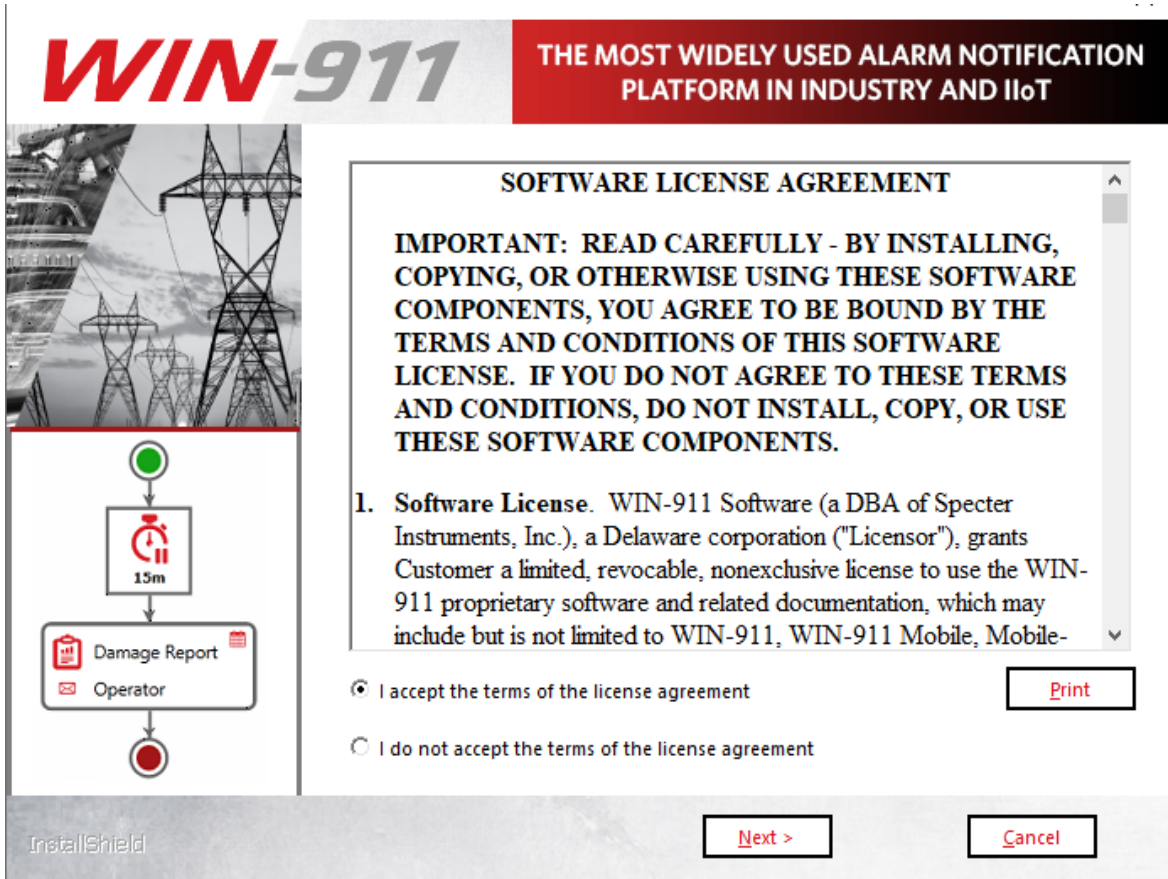 WIN-911
THE MOST WIDELY USED ALARM NOTIFICATION
PLATFORM IN INDUSTRY AND IIoT
SOFTWARE LICENSE AGREEMENT
IMPORTANT:  READ CAREFULLY - BY INSTALLING,
COPYING, OR OTHERWISE USING THESE SOFTWARE
COMPONENTS, YOU AGREE TO BE BOUND BY THE
TERMS AND CONDITIONS OF THIS SOFTWARE
LICENSE.  IF YOU DO NOT AGREE TO THESE TERMS
AND CONDITIONS, DO NOT INSTALL, COPY, OR USE
THESE SOFTWARE COMPONENTS.
1. Software License.  WIN-911 Software (a DBA of Specter
Instruments, Inc.), a Delaware corporation ("Licensor"), grants
Customer a limited, revocable, nonexclusive license to use the WIN-
911 proprietary software and related documentation, which may
include but is not limited to WIN-911, WIN-911 Mobile, Mobile-
15m
Damage Report
Operator
I accept the terms of the license agreement
Print
I do not accept the terms of the license agreement
InstallShield
Next >
Cancel